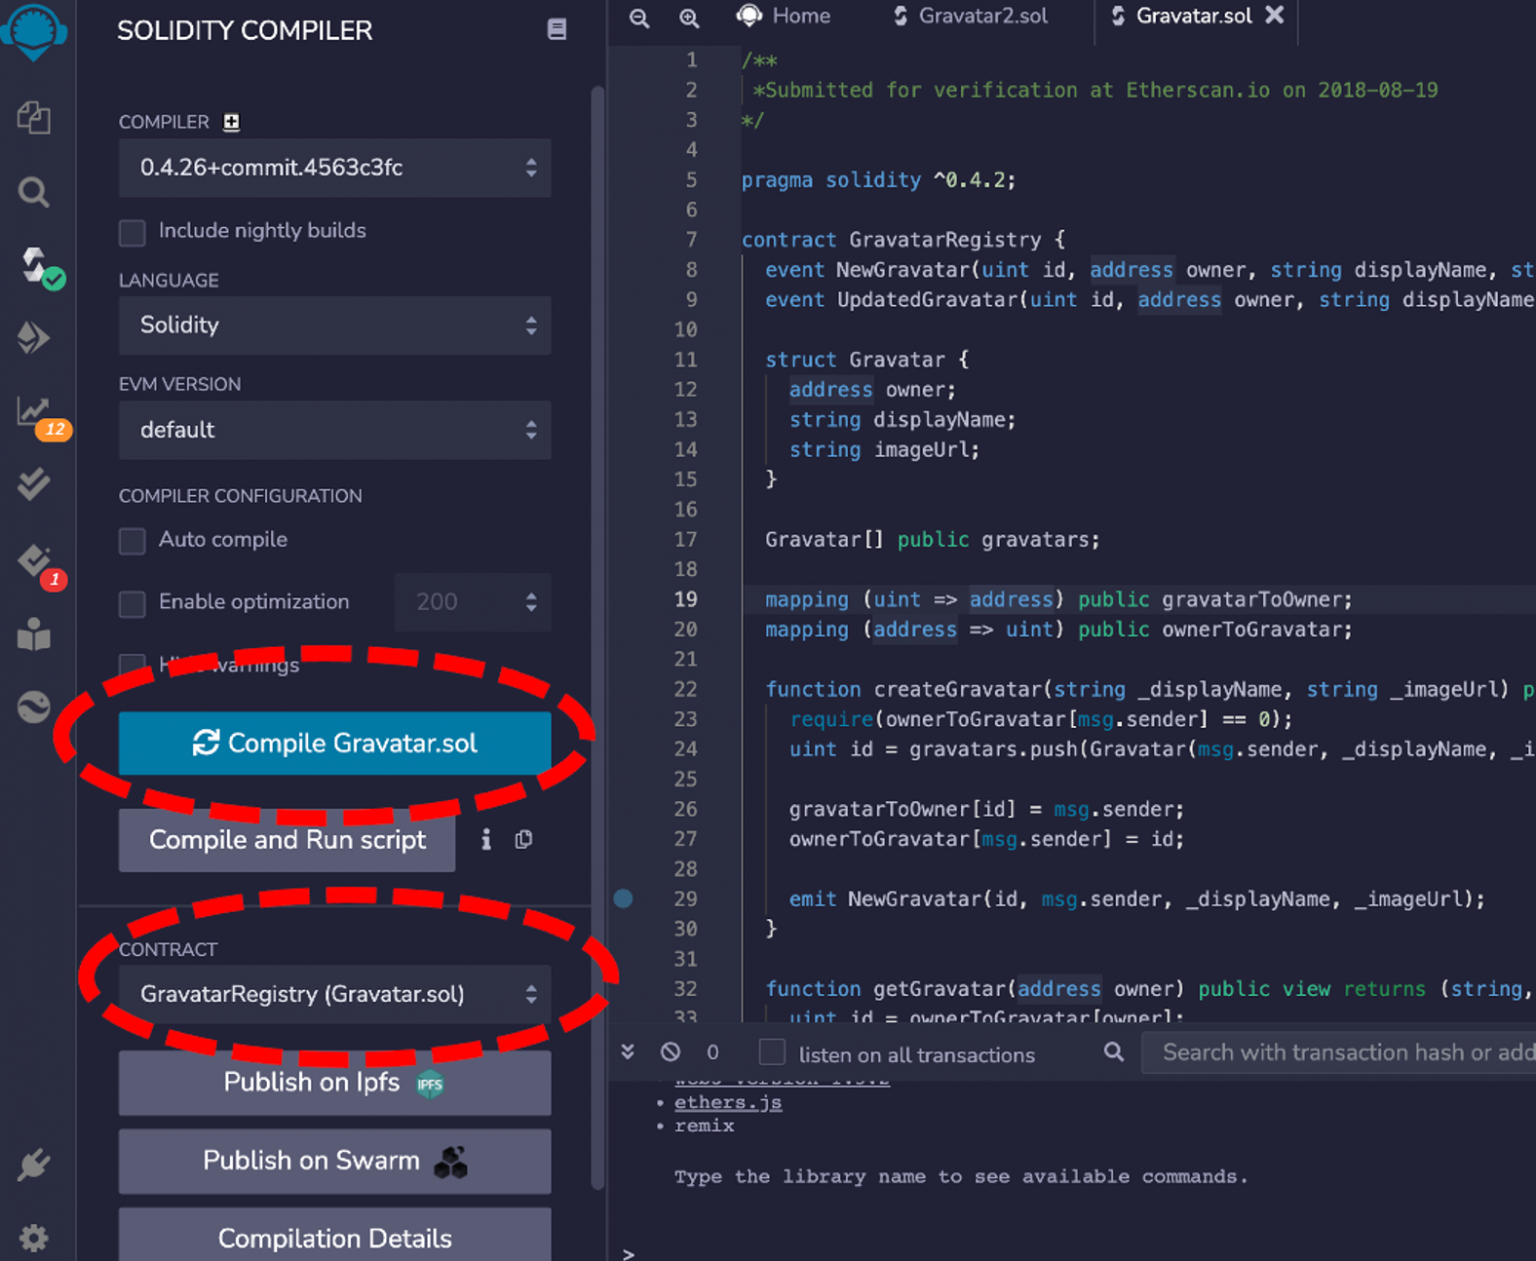 SOLIDITY COMPILER
COMPILER
0.4.26+commit.4563c3fc
Include nightly builds
LANGUAGE
Solidity
EVM VERSION
default
COMPILER CONFIGURATION
Auto compile
Enable optimization
200
Hide warnings
Compile Gravatar.sol
Compile and Run script
CONTRACT
GravatarRegistry (Gravatar.sol)
Publish on Ipfs
IPFS
Publish on Swarm
Compilation Details
12
1
Home Gravatar2.sol Gravatar.sol
1 /**
2 *Submitted for verification at Etherscan.io on 2018-08-19
3 */
4
5 pragma solidity ^0.4.2;
6
7 contract GravatarRegistry {
8 event NewGravatar(uint id, address owner, string displayName, st
9 event UpdatedGravatar(uint id, address owner, string displayName
10
11 struct Gravatar {
12 address owner;
13 string displayName;
14 string imageUrl;
15 }
16
17 Gravatar[] public gravatars;
18
19 mapping (uint => address) public gravatarToOwner;
20 mapping (address => uint) public ownerToGravatar;
21
22 function createGravatar(string _displayName, string _imageUrl) p
23 require(ownerToGravatar[msg.sender] == 0);
24 uint id = gravatars.push(Gravatar(msg.sender, _displayName, _i
25
26 gravatarToOwner[id] = msg.sender;
27 ownerToGravatar[msg.sender] = id;
28
29 emit NewGravatar(id, msg.sender, _displayName, _imageUrl);
30 }
31
32 function getGravatar(address owner) public view returns (string,
33 uint id = ownerToGravatar[owner];
0 listen on all transactions Search with transaction hash or add
• web3 version 1.5.2
• ethers.js
• remix
Type the library name to see available commands.
>